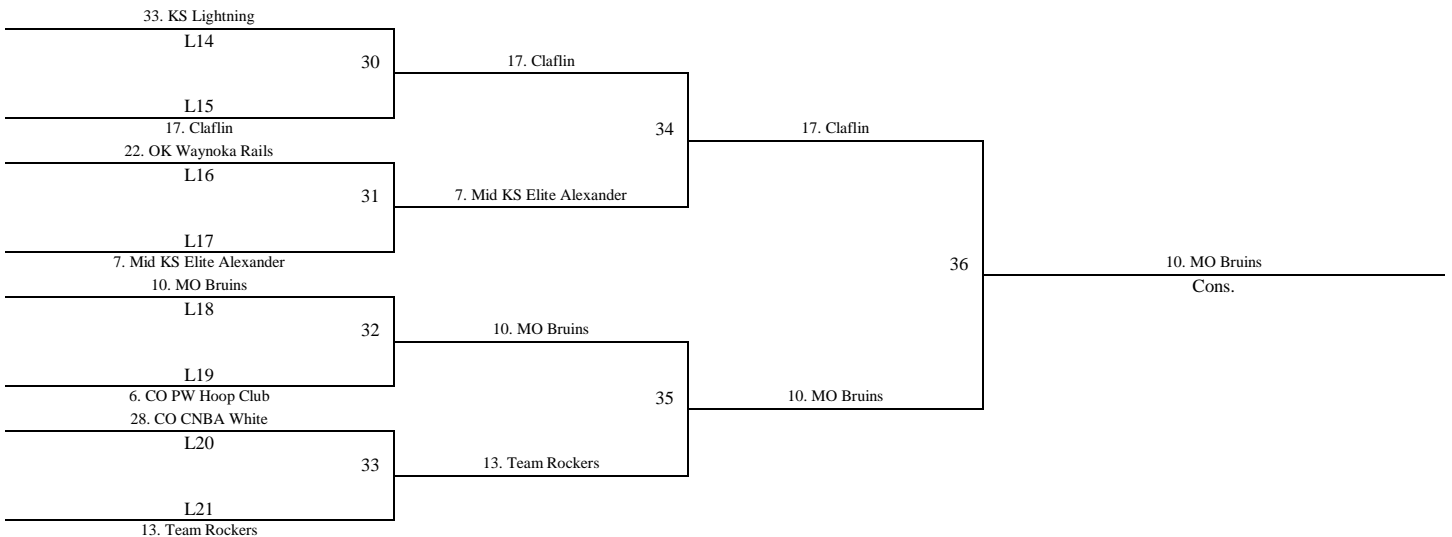 33. KS Lightning
L14
30
17. Claflin
L15
17. Claflin
34
17. Claflin
22. OK Waynoka Rails
L16
31
7. Mid KS Elite Alexander
L17
7. Mid KS Elite Alexander
36
10. MO Bruins
Cons.
10. MO Bruins
L18
32
10. MO Bruins
L19
6. CO PW Hoop Club
35
10. MO Bruins
28. CO CNBA White
L20
33
13. Team Rockers
L21
13. Team Rockers